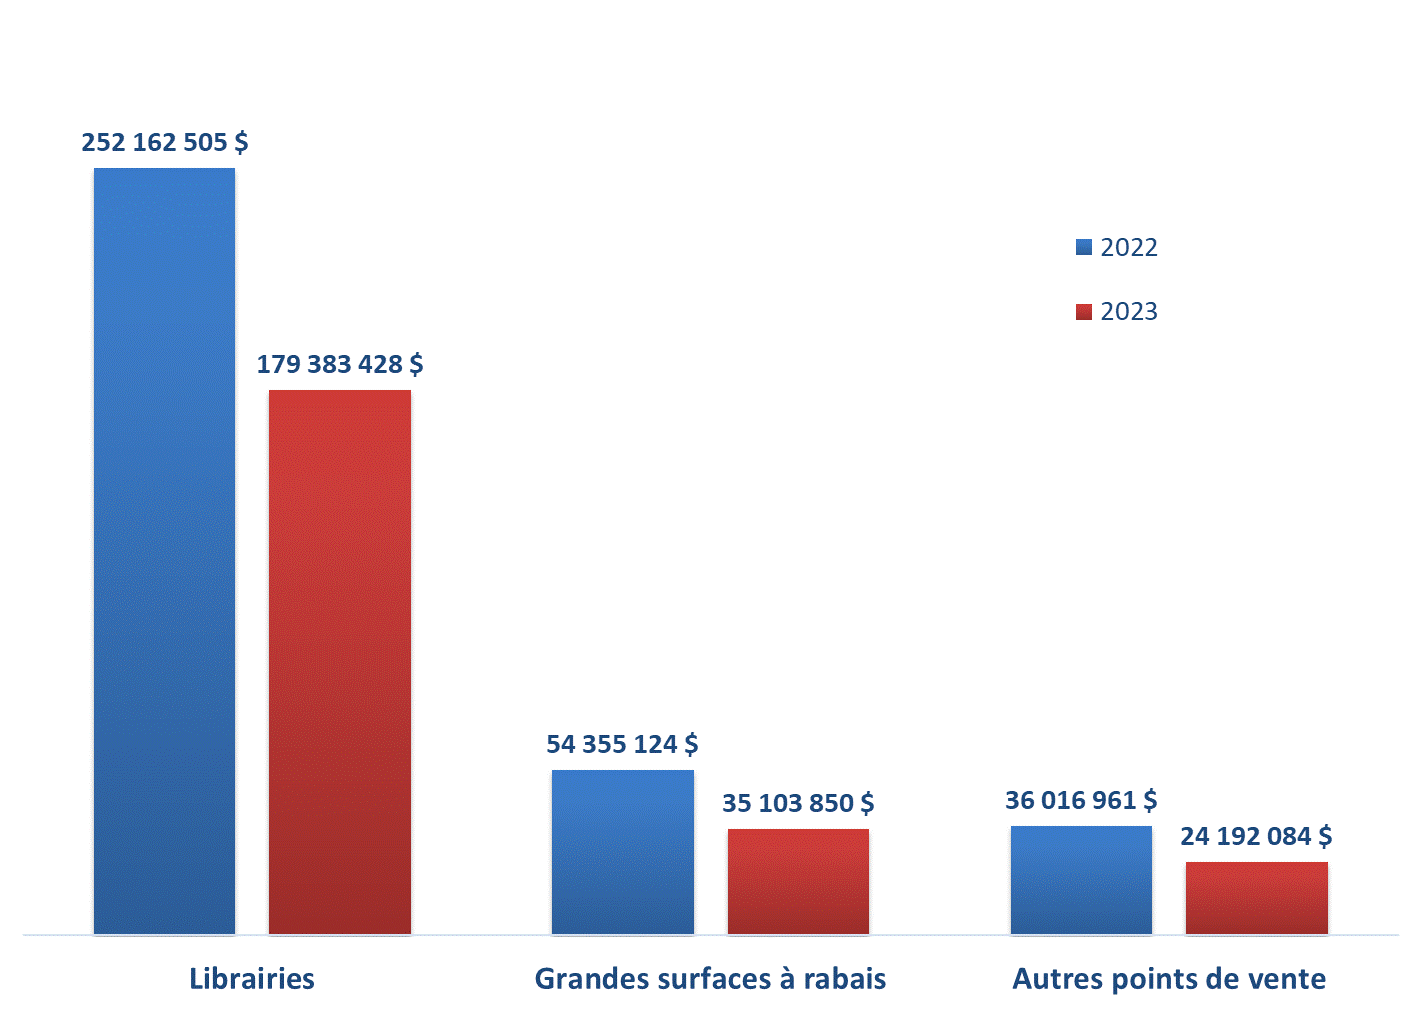 252 162 505 $
2022
2023
179 383 428 $
54 355 124 $
35 103 850 $
36 016 961 $
24 192 084 $
Librairies
Grandes surfaces à rabais
Autres points de vente